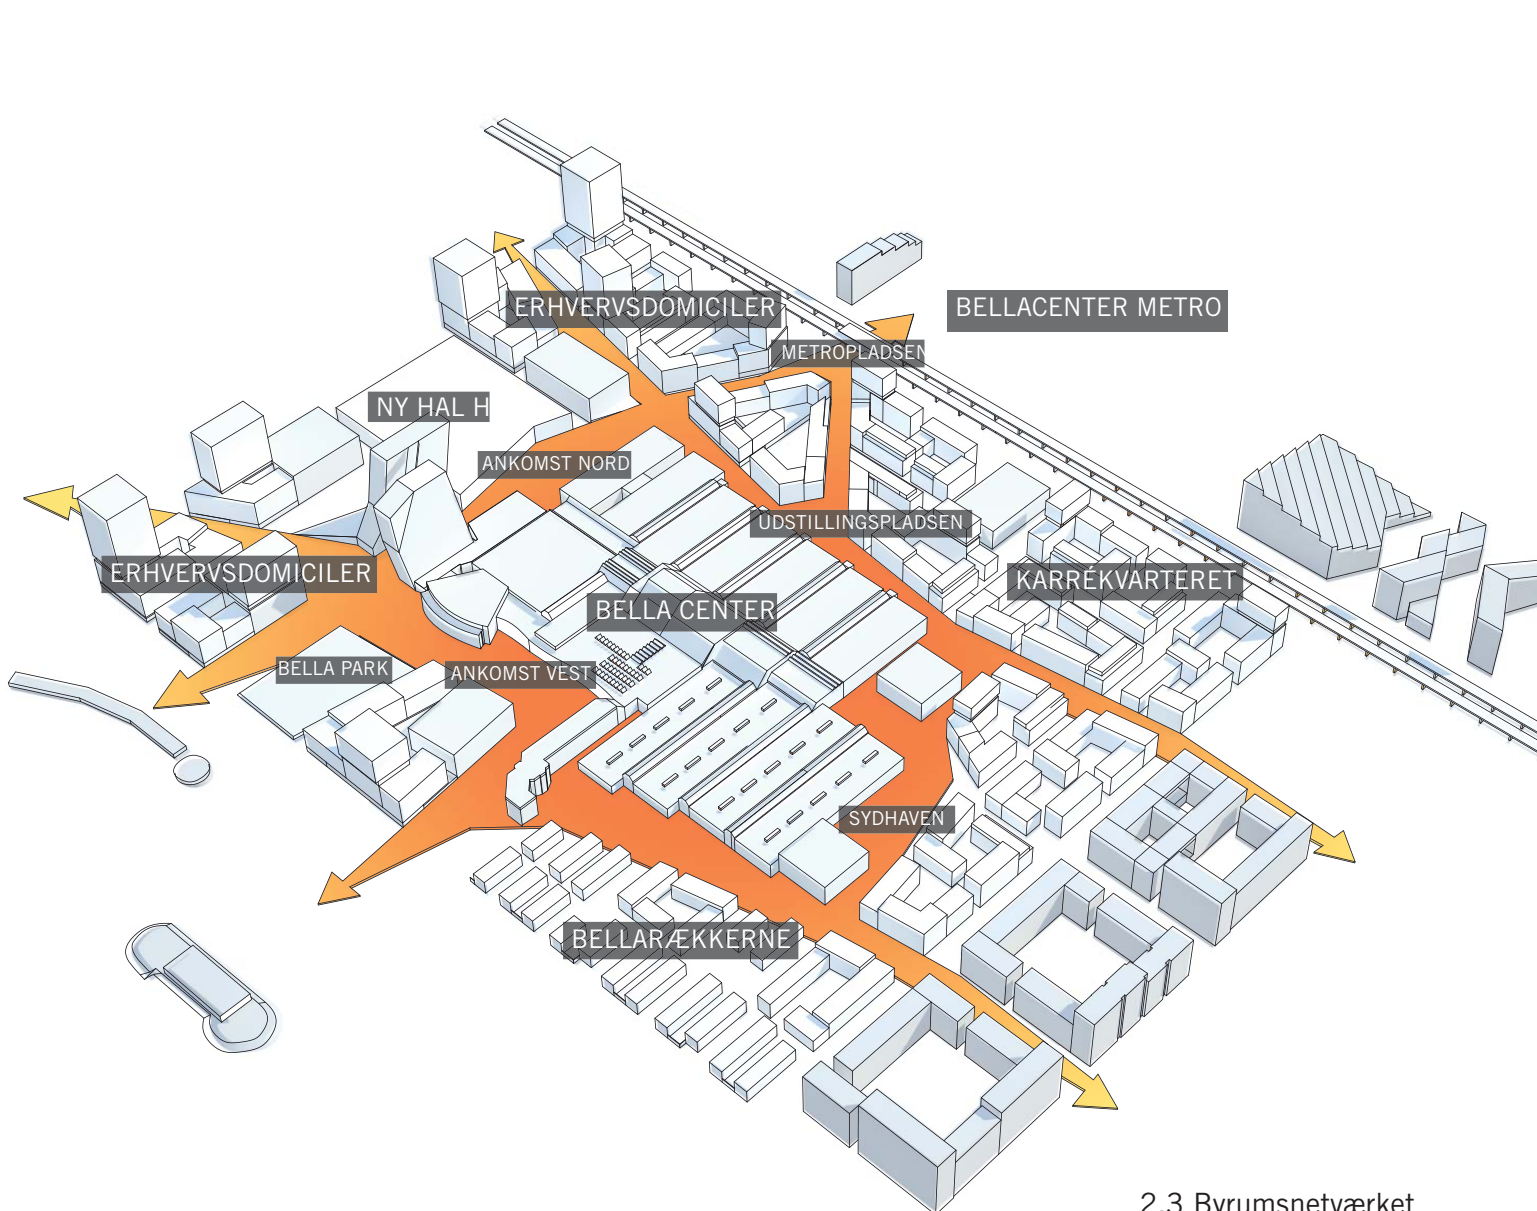 ERHVERVSDOMICILER
BELLACENTER METRO
METROPLADSEN
NY HAL H
ANKOMST NORD
UDSTILLINGSPLADSEN
ERHVERVSDOMICILER
KARRÉKVARTERET
BELLA CENTER
BELLA PARK
ANKOMST VEST
SYDHAVEN
BELLARÆKKERNE
2.3 Byrumsnetværket